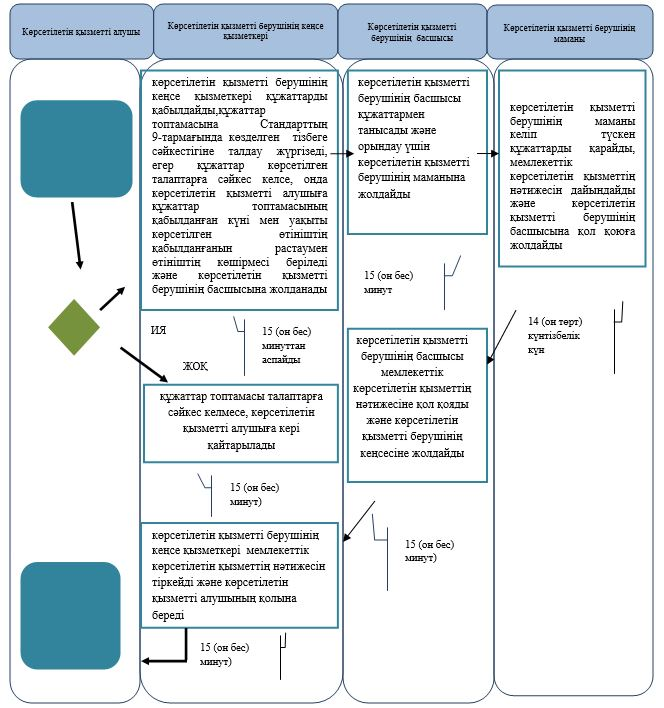 Көрсетілетін қызметті алушы
Көрсетілетін қызметті берушінің кеңсе
қызметкері
Көрсетілетін қызметті
берушінің басшысы
Көрсетілетін қызметті берушінің
маманы
көрсетілетін қызметті берушінің
кеңсе қызметкері құжаттарды
қабылдайды,құжаттар
топтамасына Стандарттың
9-тармағында көзделген тізбеге
сәйкестігіне талдау жүргізеді,
егер құжаттар көрсетілген
талаптарға сәйкес келсе, онда
көрсетілетін қызметті алушыға
құжаттар топтамасының
қабылданған күні мен уақыты
көрсетілген өтініштің
қабылданғанын растаумен
өтініштің көшірмесі беріледі
және көрсетілетін қызметті
берушінің басшысына жолданады
көрсетілетін қызметті
берушінің басшысы
құжаттармен
танысады және
орындау үшін
көрсетілетін қызметті
берушінің маманына
жолдайды
көрсетілетін қызметті
берушінің маманы
келіп түскен
құжаттарды қарайды,
мемлекеттік
көрсетілетін қызметтің
нәтижесін дайындайды
және көрсетілетін
қызметті берушінің
басшысына қол қоюға
жолдайды
15 (он бес)
минут
ИЯ
15 (он бес)
минуттан
аспайды
14 (он төрт)
күнтізбелік
күн
ЖОҚ
көрсетілетін қызметті
берушінің басшысы
мемлекеттік
көрсетілетін қызметтің
нәтижесіне қол қояды
және көрсетілетін
қызметті берушінің
кеңсесіне жолдайды
құжаттар топтамасы талаптарға
сәйкес келмесе, көрсетілетін
қызметті алушыға кері
қайтарылады
15 (он бес)
минут)
15 (он бес)
минут)
көрсетілетін қызметті берушінің
кеңсе қызметкері мемлекеттік
көрсетілетін қызметтің нәтижесін
тіркейді және көрсетілетін
қызметті алушының қолына
береді
15 (он бес)
минут)